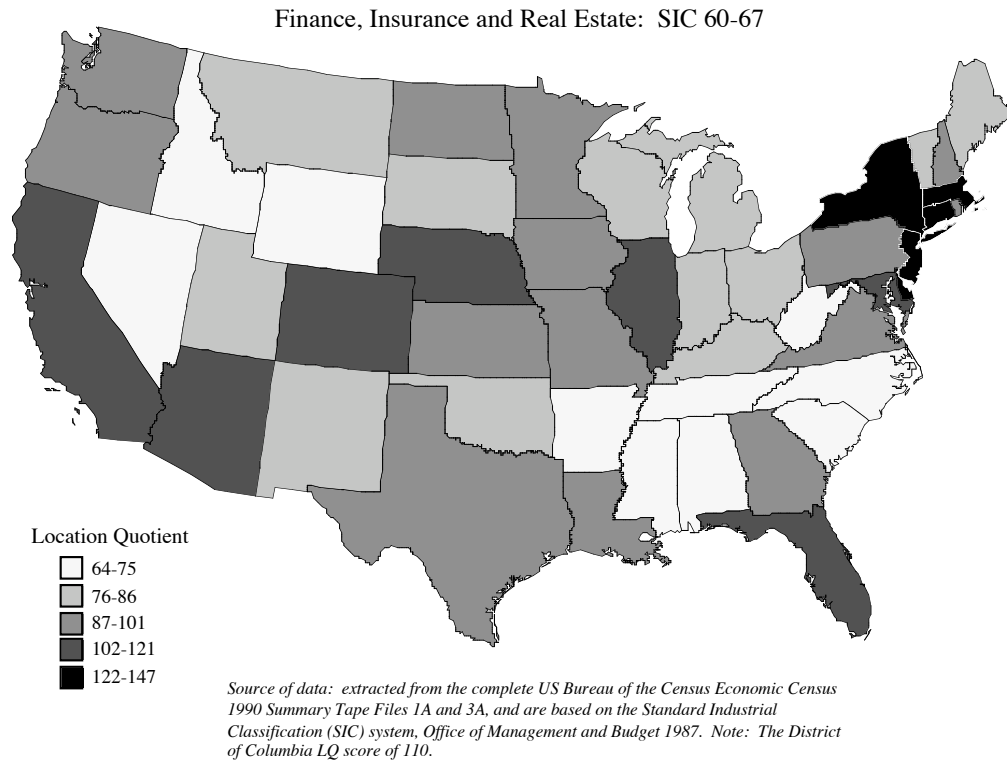 Finance, Insurance and Real Estate:  SIC 60-67
Location Quotient
64-75
76-86
87-101
102-121
122-147
Source of data:  extracted from the complete US Bureau of the Census Economic Census
1990 Summary Tape Files 1A and 3A, and are based on the Standard Industrial
Classification (SIC) system, Office of Management and Budget 1987.  Note:  The District
of Columbia LQ score of 110.